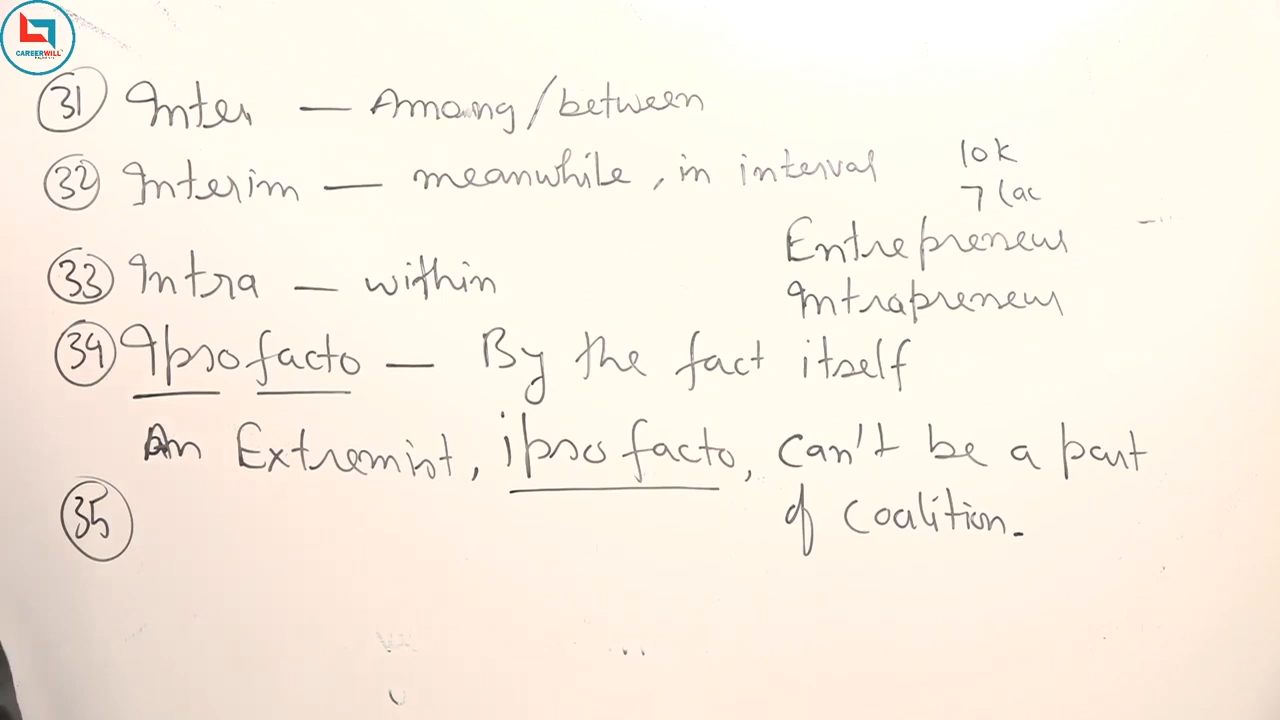 CAREERWILL
31 Inter — Among/between
32 Interim — meanwhile, in interval
10k
7 lac
Entrepreneur
33 Intra — within
Intrapreneur
34 Ipso facto — By the fact itself
An Extremist, ipso facto, can't be a part
of coalition.
35